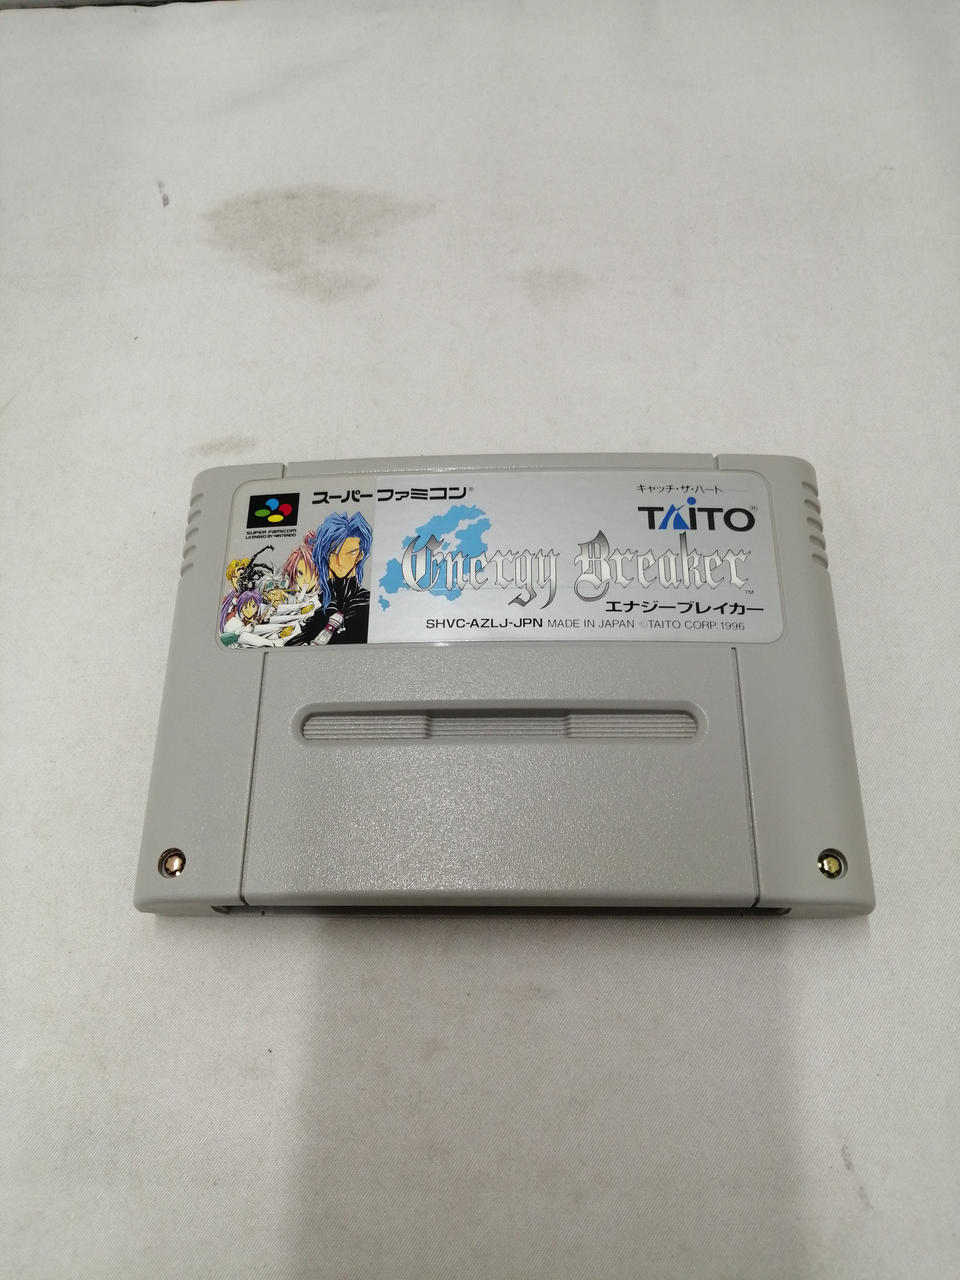 スーパーファミコン®
キャッチ・ザ・ハート
TAITO®
SUPER FAMICOM
LICENSED BY NINTENDO
Energy Breaker™
エナジーブレイカー
SHVC-AZLJ-JPN MADE IN JAPAN ©TAITO CORP.1996